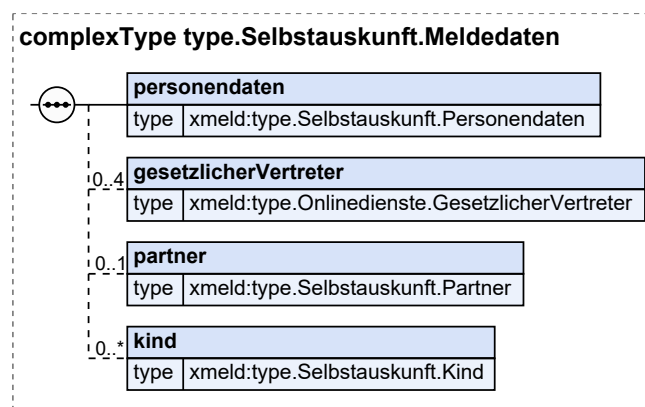 complexType type.Selbstauskunft.Meldedaten
personendaten
type xmeld:type.Selbstauskunft.Personendaten
0..4 gesetzlicherVertreter
type xmeld:type.Onlinedienste.GesetzlicherVertreter
0..1 partner
type xmeld:type.Selbstauskunft.Partner
0..* kind
type xmeld:type.Selbstauskunft.Kind